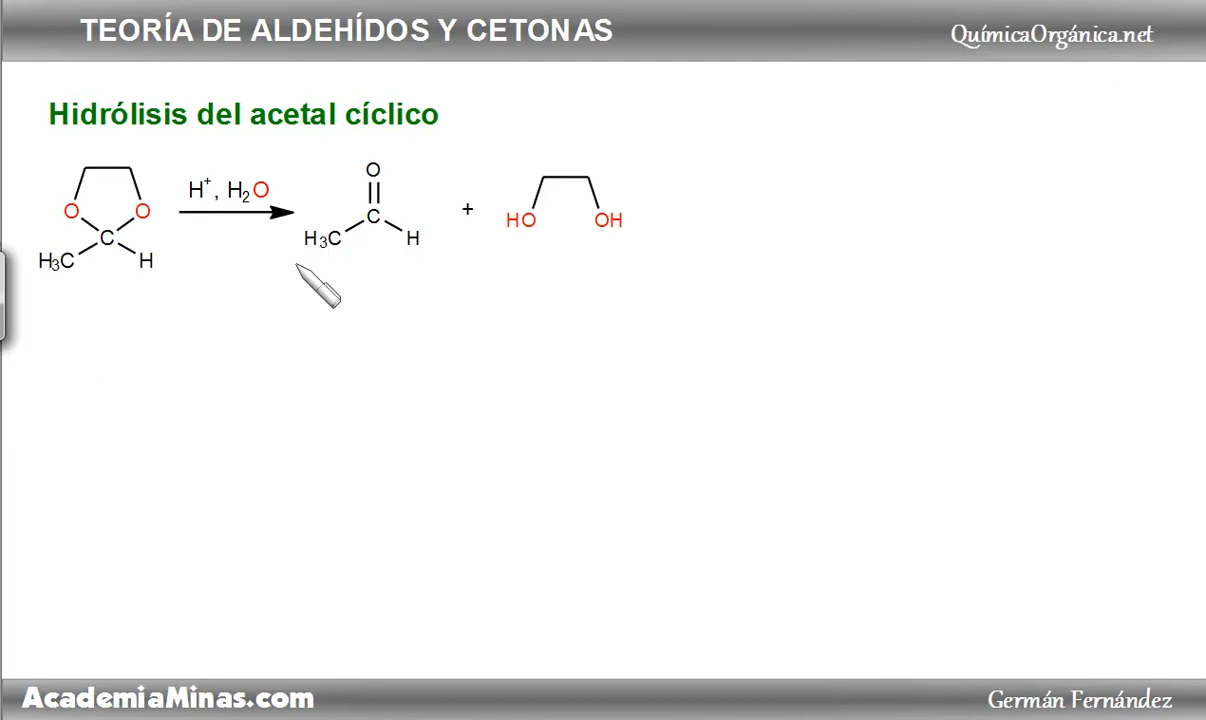 TEORÍA DE ALDEHÍDOS Y CETONAS
QuímicaOrgánica.net
Hidrólisis del acetal cíclico
O O C H3C H
H+, H2O
O C H3C H
+
HO OH
AcademiaMinas.com
Germán Fernández